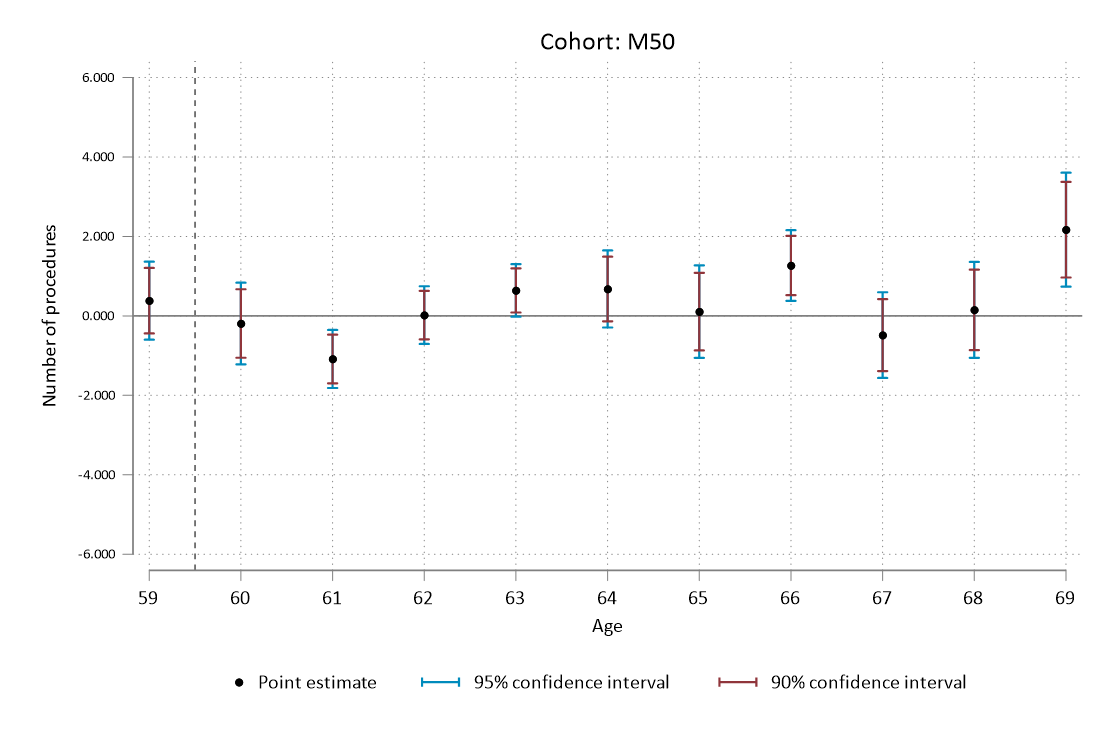 Cohort: M50
Number of procedures
6.000
4.000
2.000
0.000
-2.000
-4.000
-6.000
59 60 61 62 63 64 65 66 67 68 69
Age
Point estimate 95% confidence interval 90% confidence interval